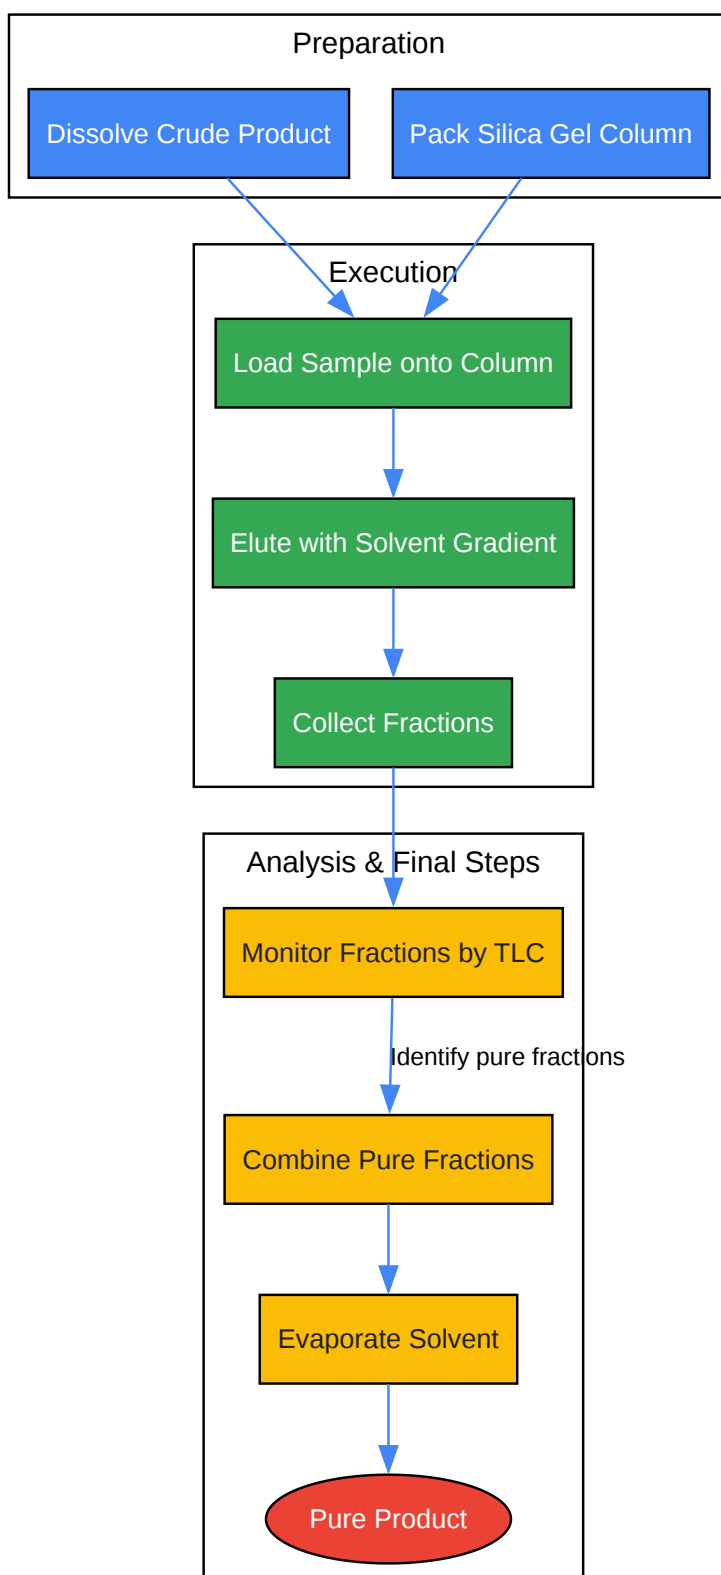 Preparation
Dissolve Crude Product
Pack Silica Gel Column
Execution
Load Sample onto Column
Elute with Solvent Gradient
Collect Fractions
Analysis & Final Steps
Monitor Fractions by TLC
Identify pure fractions
Combine Pure Fractions
Evaporate Solvent
Pure Product